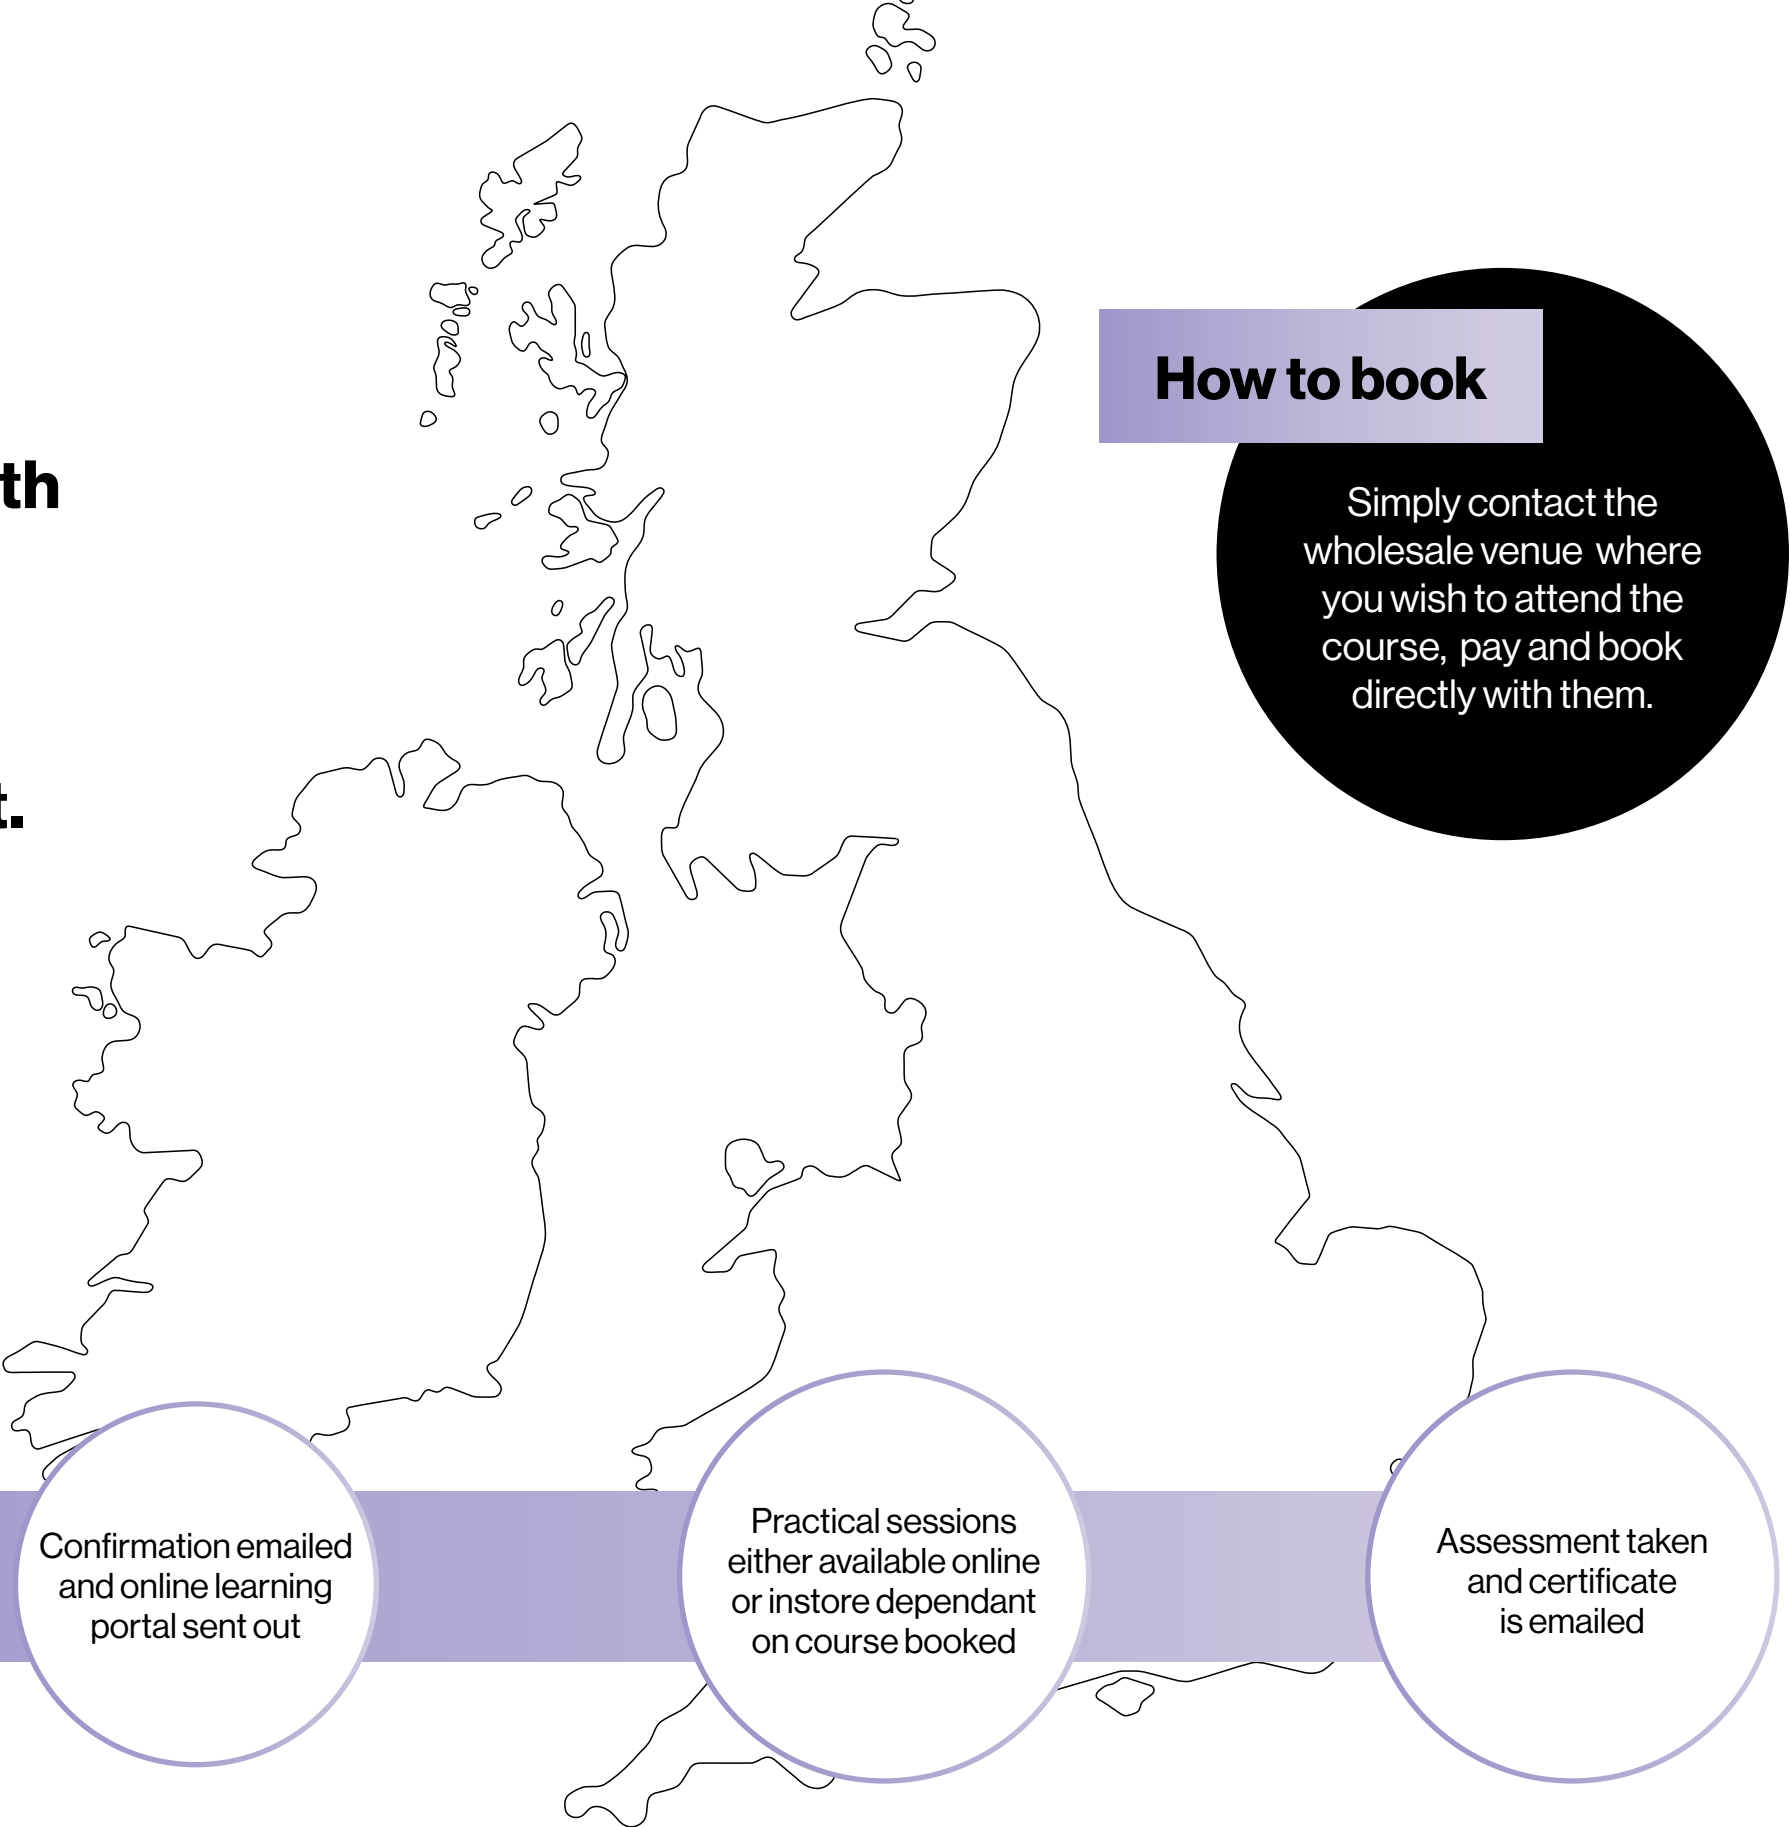 th
t.
How to book
Simply contact the
wholesale venue where
you wish to attend the
course, pay and book
directly with them.
Confirmation emailed
and online learning
portal sent out
Practical sessions
either available online
or instore dependant
on course booked
Assessment taken
and certificate
is emailed